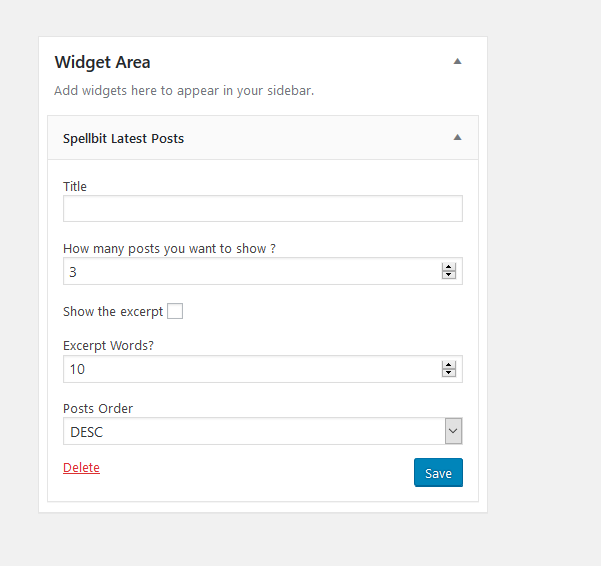 Widget Area
Add widgets here to appear in your sidebar.
Spellbit Latest Posts
Title
How many posts you want to show ?
3
Show the excerpt
Excerpt Words?
10
Posts Order
DESC
Delete Save